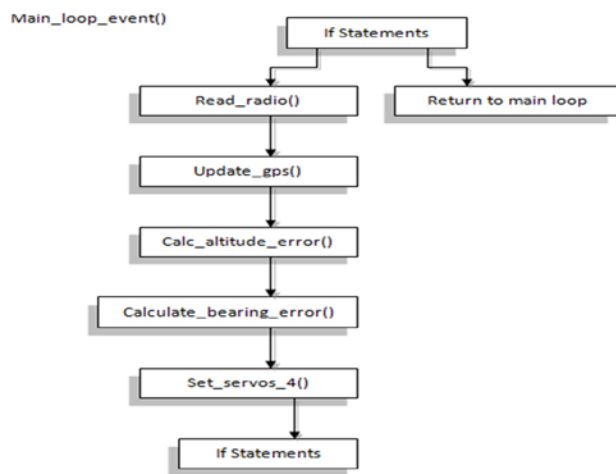 Main_loop_event()
If Statements
Read_radio()
Return to main loop
Update_gps()
Calc_altitude_error()
Calculate_bearing_error()
Set_servos_4()
If Statements